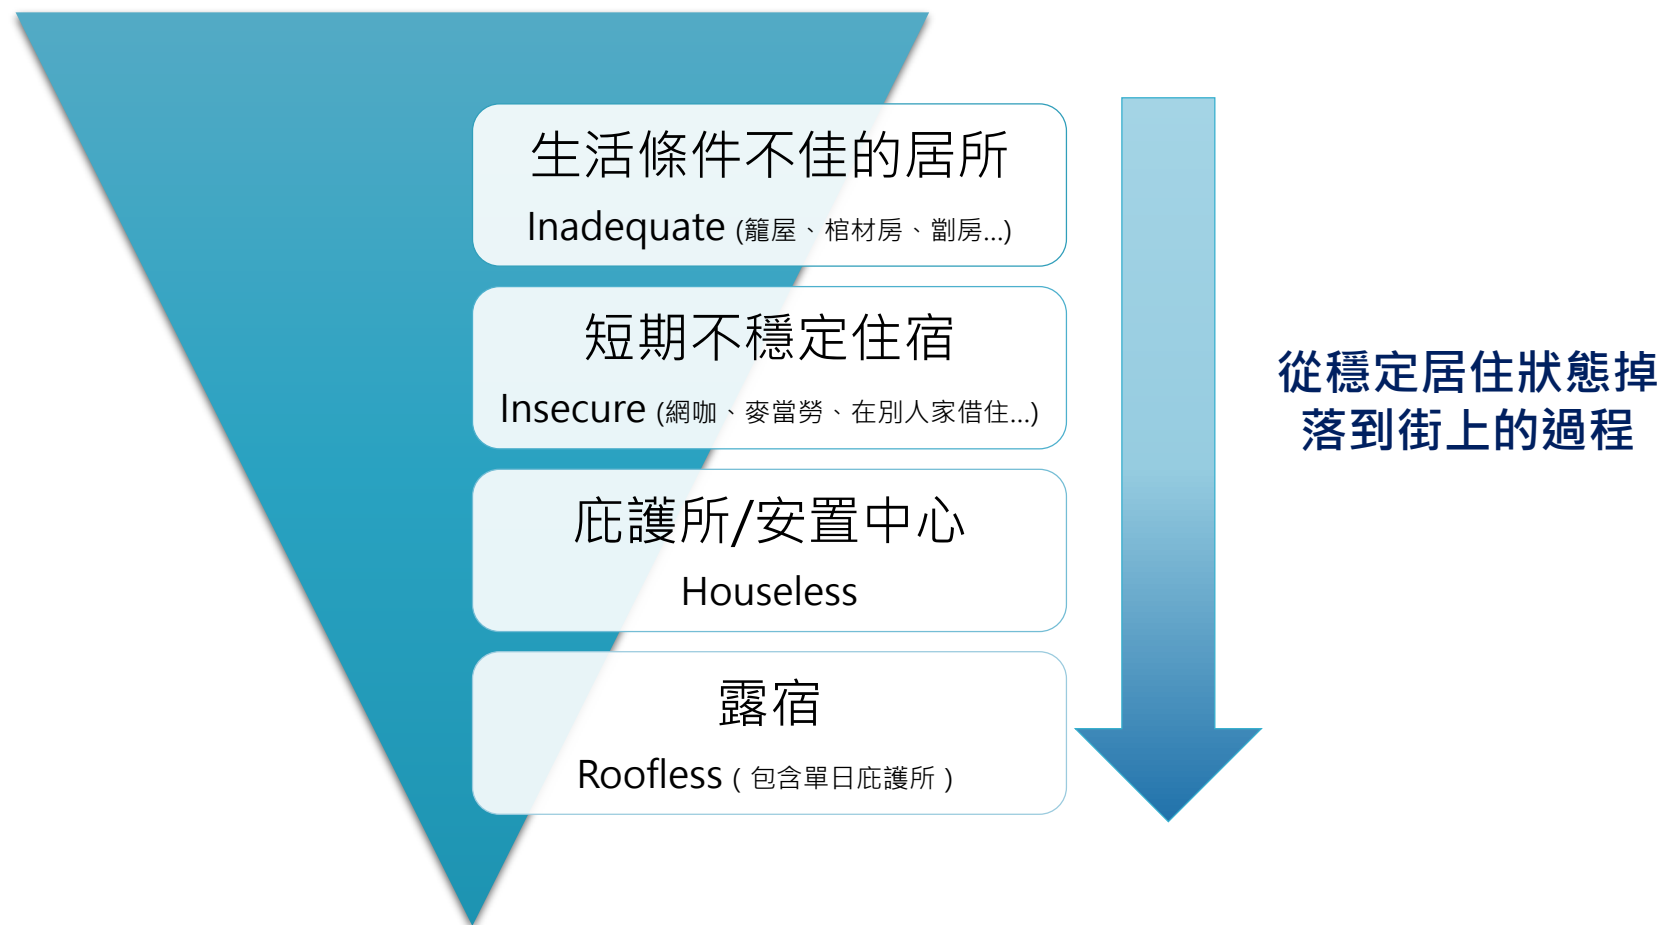 生活條件不佳的居所
Inadequate (籠屋、棺材房、劏房...)
短期不穩定住宿
Insecure (網咖、麥當勞、在別人家借住...)
庇護所/安置中心
Houseless
露宿
Roofless ( 包含單日庇護所 )
從穩定居住狀態掉
落到街上的過程